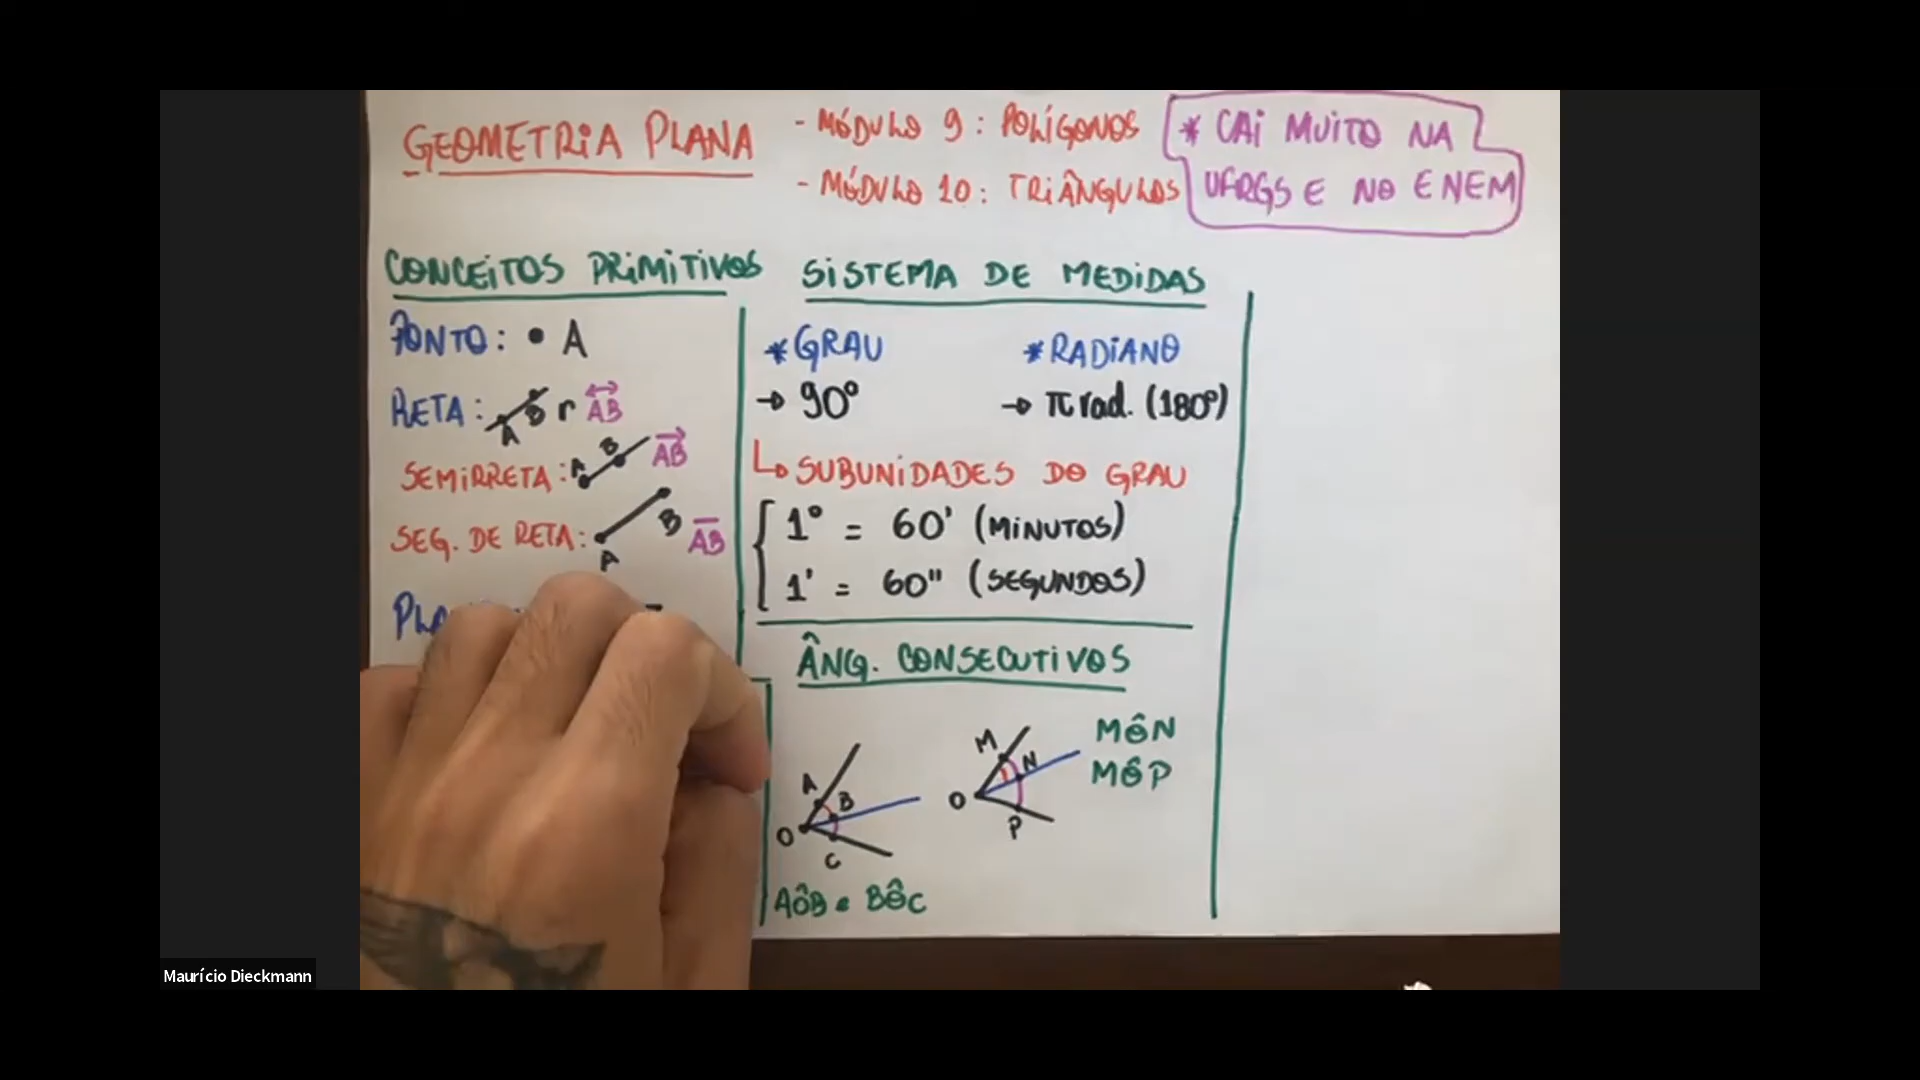 GEOMETRIA PLANA
- MÓDULO 9: POLÍGONOS
- MÓDULO 10: TRIÂNGULOS
* CAI MUITO NA
UFRGS E NO ENEM
CONCEITOS PRIMITIVOS
PONTO: • A
RETA: A B r AB
SEMIRRETA: A B AB
SEG. DE RETA: A B AB
SISTEMA DE MEDIDAS
* GRAU
→ 90°
* RADIANO
→ π rad. (180°)
↳ SUBUNIDADES DO GRAU
1° = 60' (MINUTOS)
1' = 60" (SEGUNDOS)
ÂNG. CONSECUTIVOS
A
B
O
C
AÔB e BÔC
M
N
O
P
MÔN
MÔP
Maurício Dieckmann